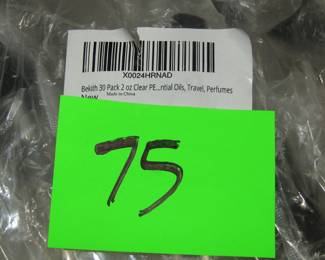 X0024HRNAD
Bekith 30 Pack 2 oz Clear PE...ntial Oils, Travel, Perfumes
New
Made in China
75